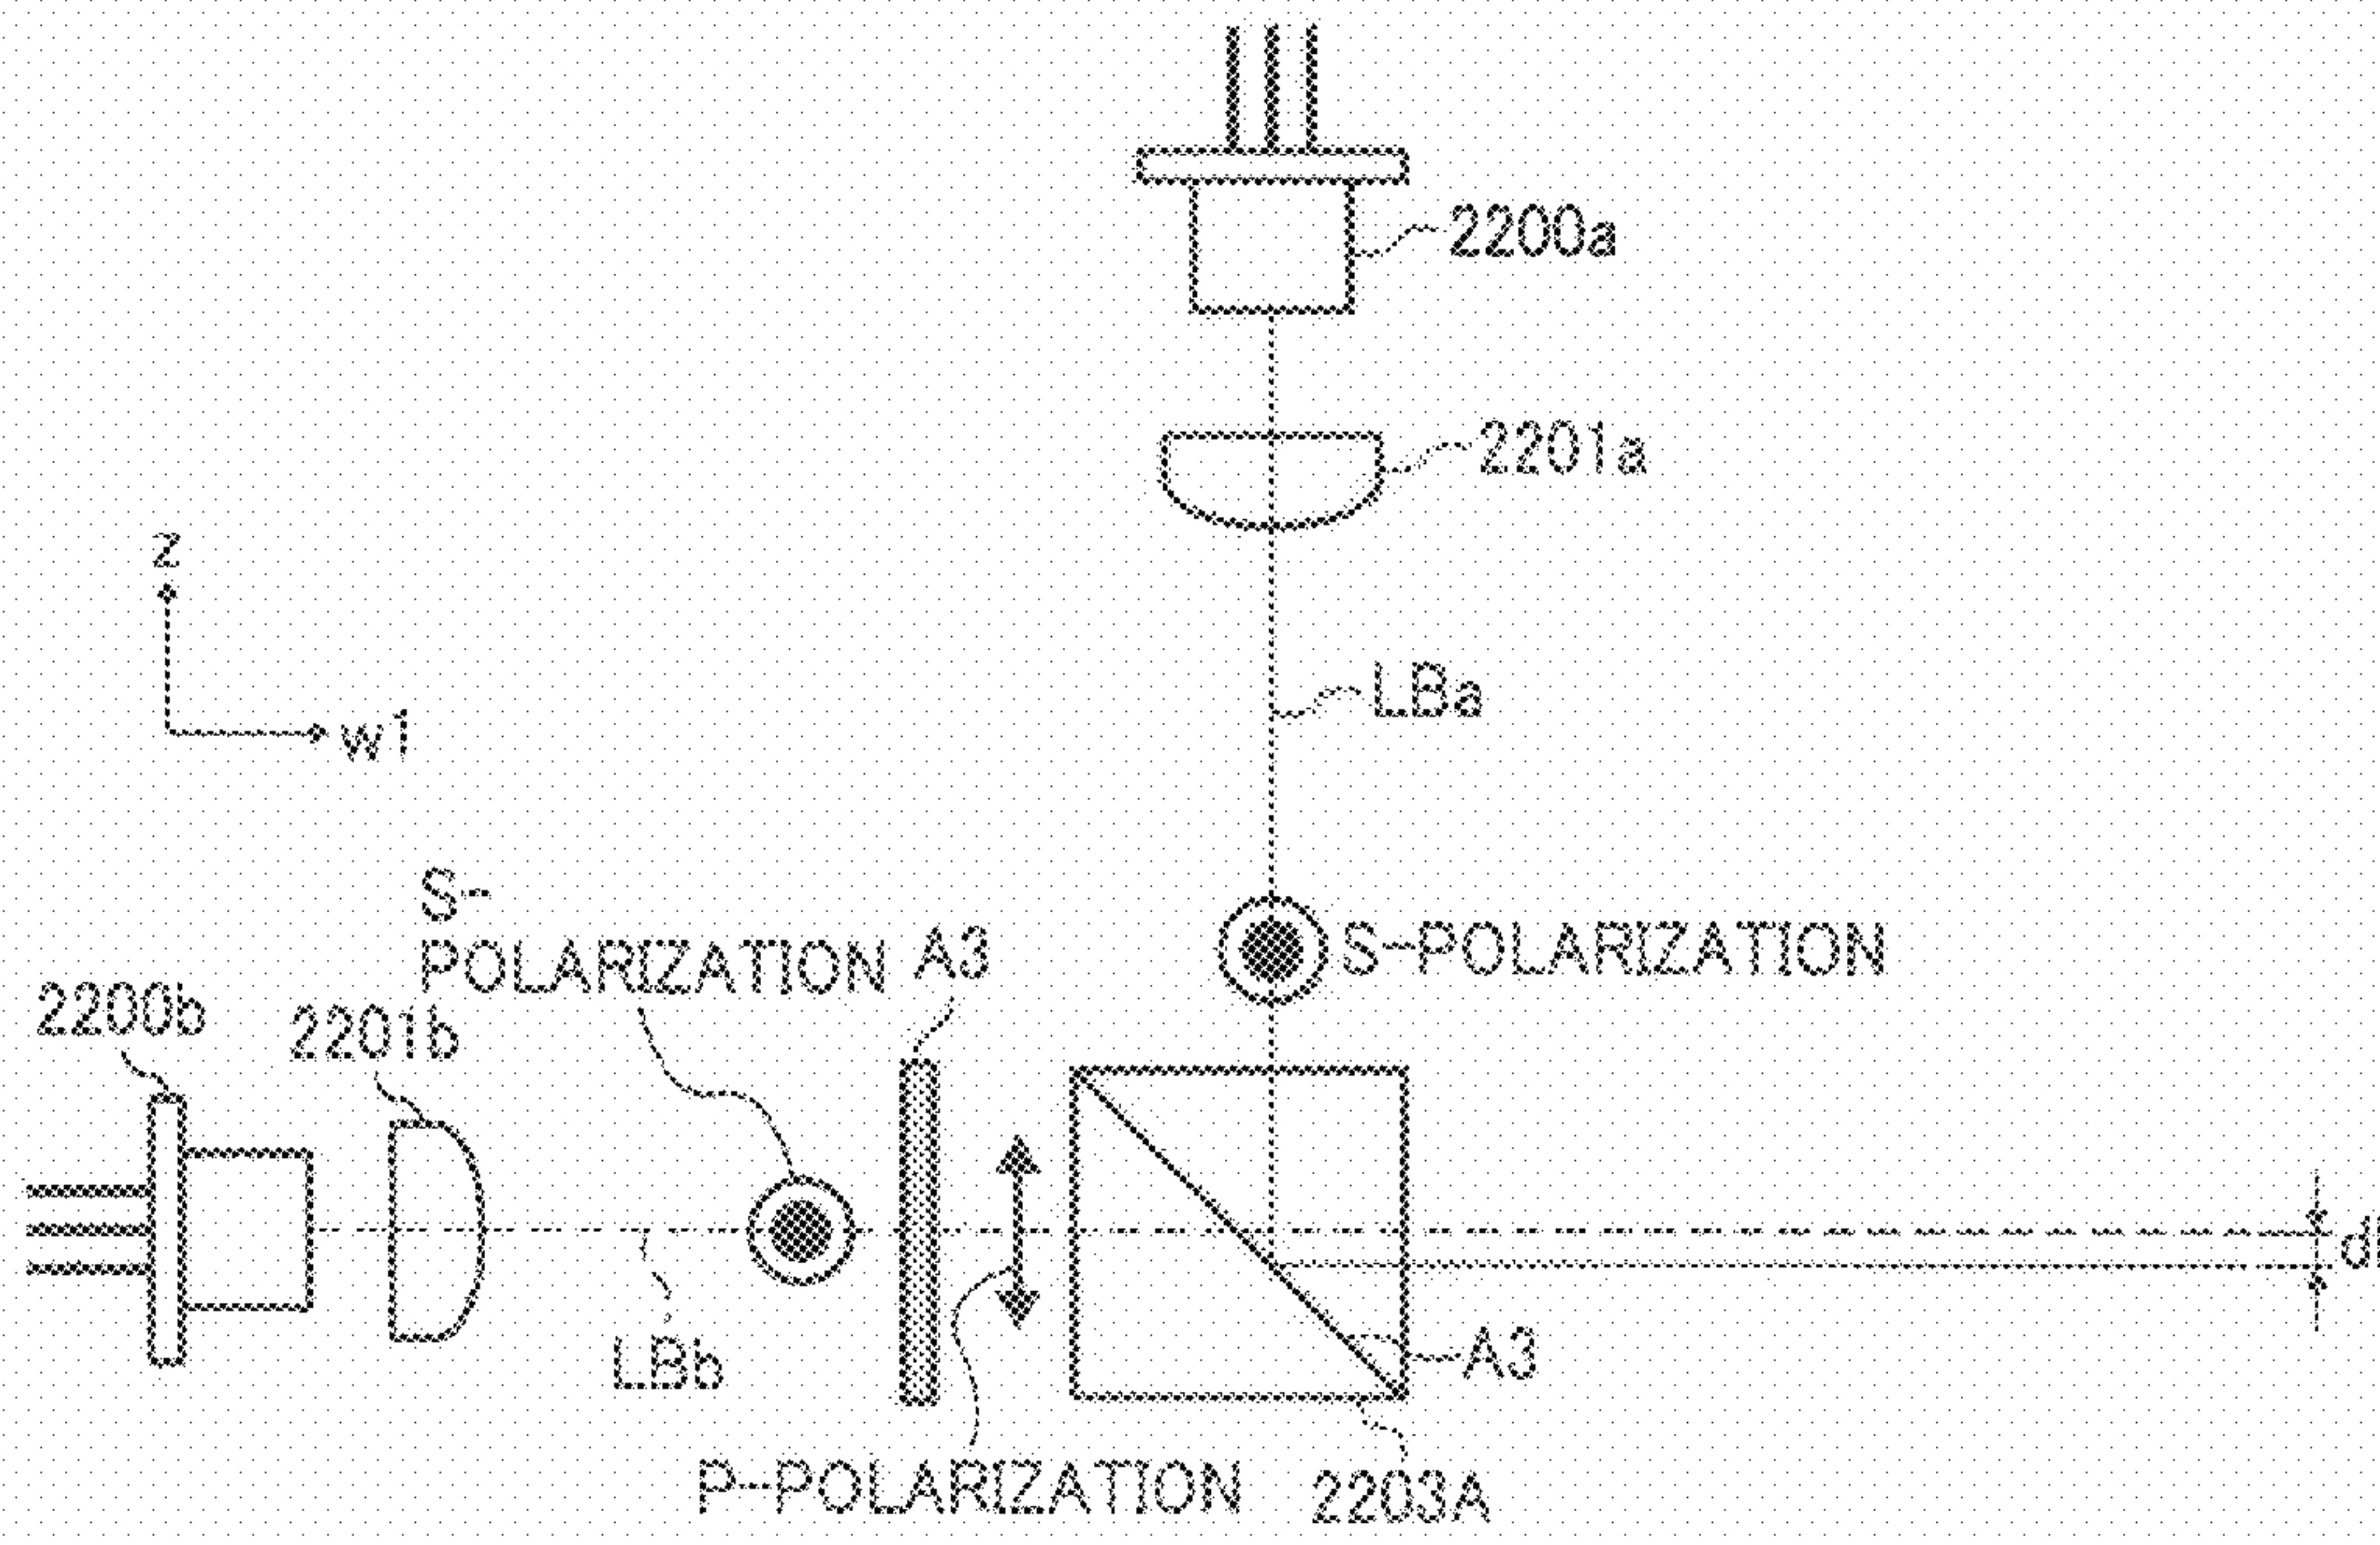 2200a
2201a
z
w1
LBa
S-
POLARIZATION
A3
S-POLARIZATION
2200b
2201b
LBb
A3
P-POLARIZATION
2203A